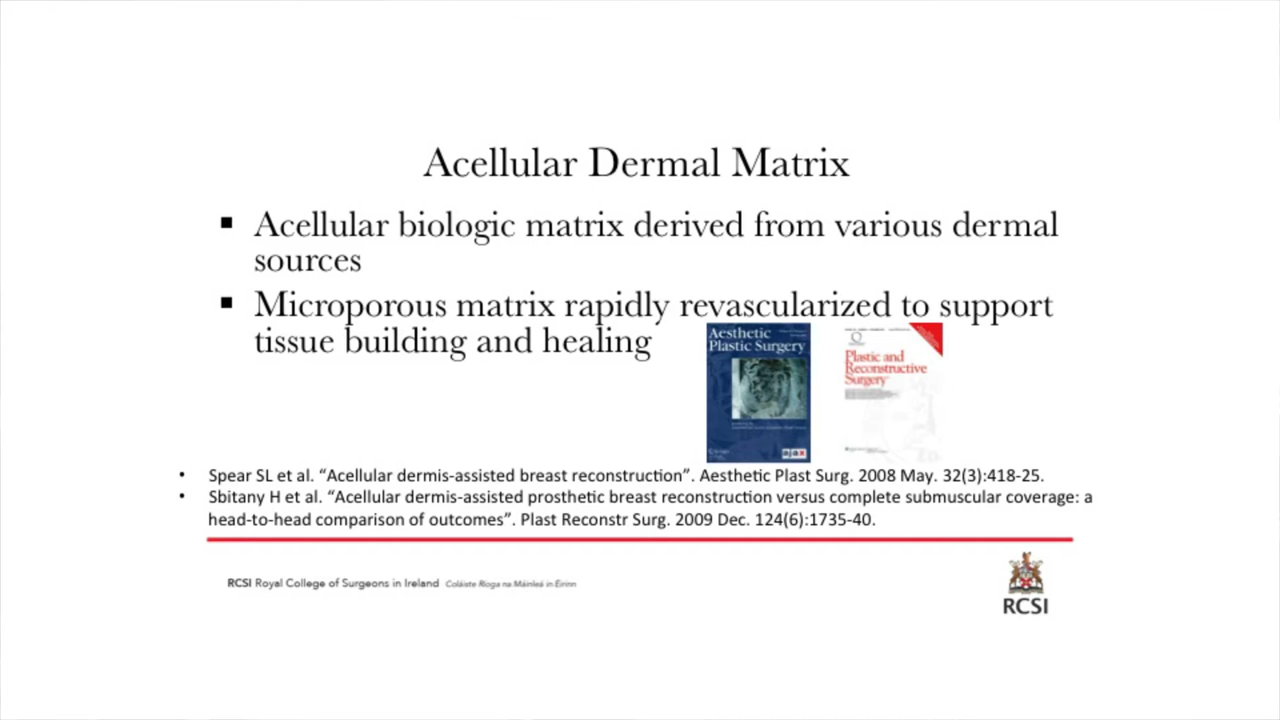 Acellular Dermal Matrix
▪ Acellular biologic matrix derived from various dermal
sources
▪ Microporous matrix rapidly revascularized to support
tissue building and healing
Aesthetic
Plastic Surgery
Plastic and
Reconstructive
Surgery
• Spear SL et al. “Acellular dermis-assisted breast reconstruction”. Aesthetic Plast Surg. 2008 May. 32(3):418-25.
• Sbitany H et al. “Acellular dermis-assisted prosthetic breast reconstruction versus complete submuscular coverage: a
head-to-head comparison of outcomes”. Plast Reconstr Surg. 2009 Dec. 124(6):1735-40.
RCSI Royal College of Surgeons in Ireland Coláiste Ríoga na Máinleá in Éirinn
RCSI